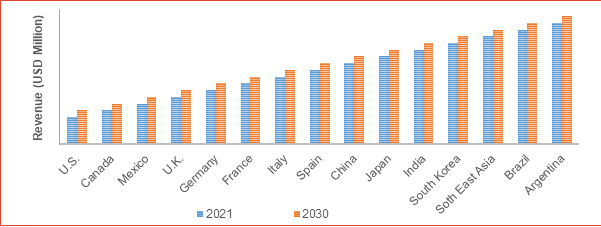 Revenue (USD Million)
U.S.
Canada
Mexico
U.K.
Germany
France
Italy
Spain
China
Japan
India
South Korea
Soth East Asia
Brazil
Argentina
2021
2030